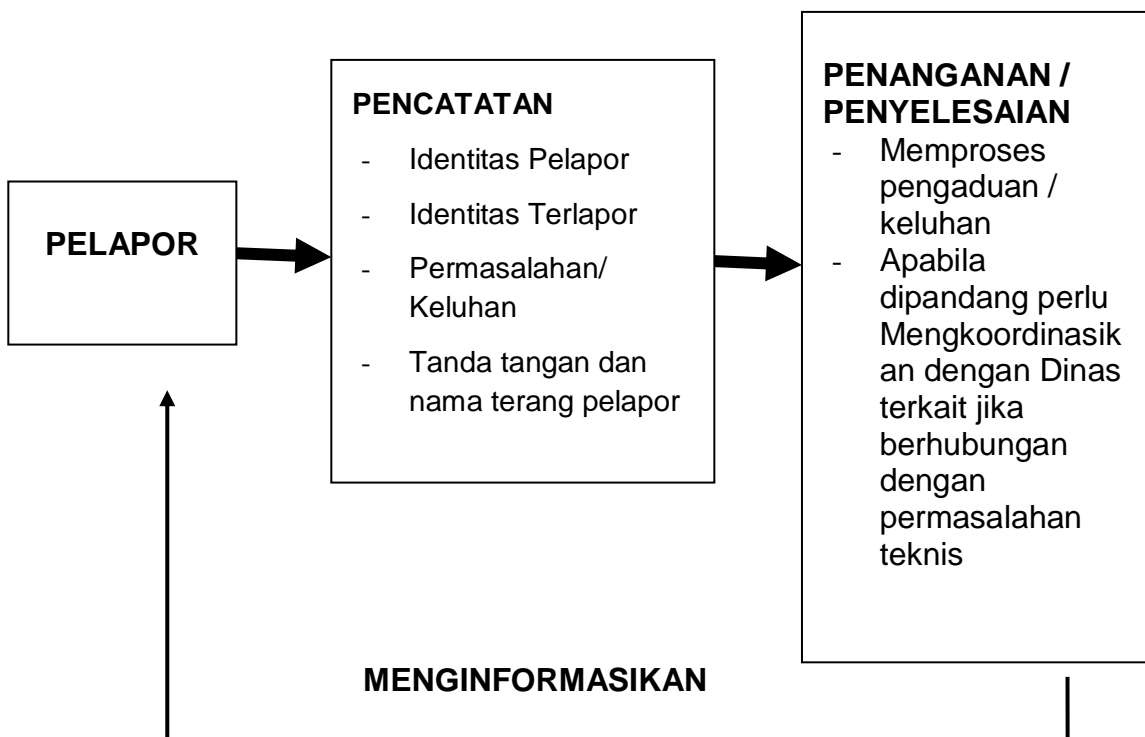 PELAPOR
PENCATATAN
- Identitas Pelapor
- Identitas Terlapor
- Permasalahan/
Keluhan
- Tanda tangan dan
nama terang pelapor
PENANGANAN /
PENYELESAIAN
- Memproses
pengaduan /
keluhan
- Apabila
dipandang perlu
Mengkoordinasik
an dengan Dinas
terkait jika
berhubungan
dengan
permasalahan
teknis
MENGINFORMASIKAN